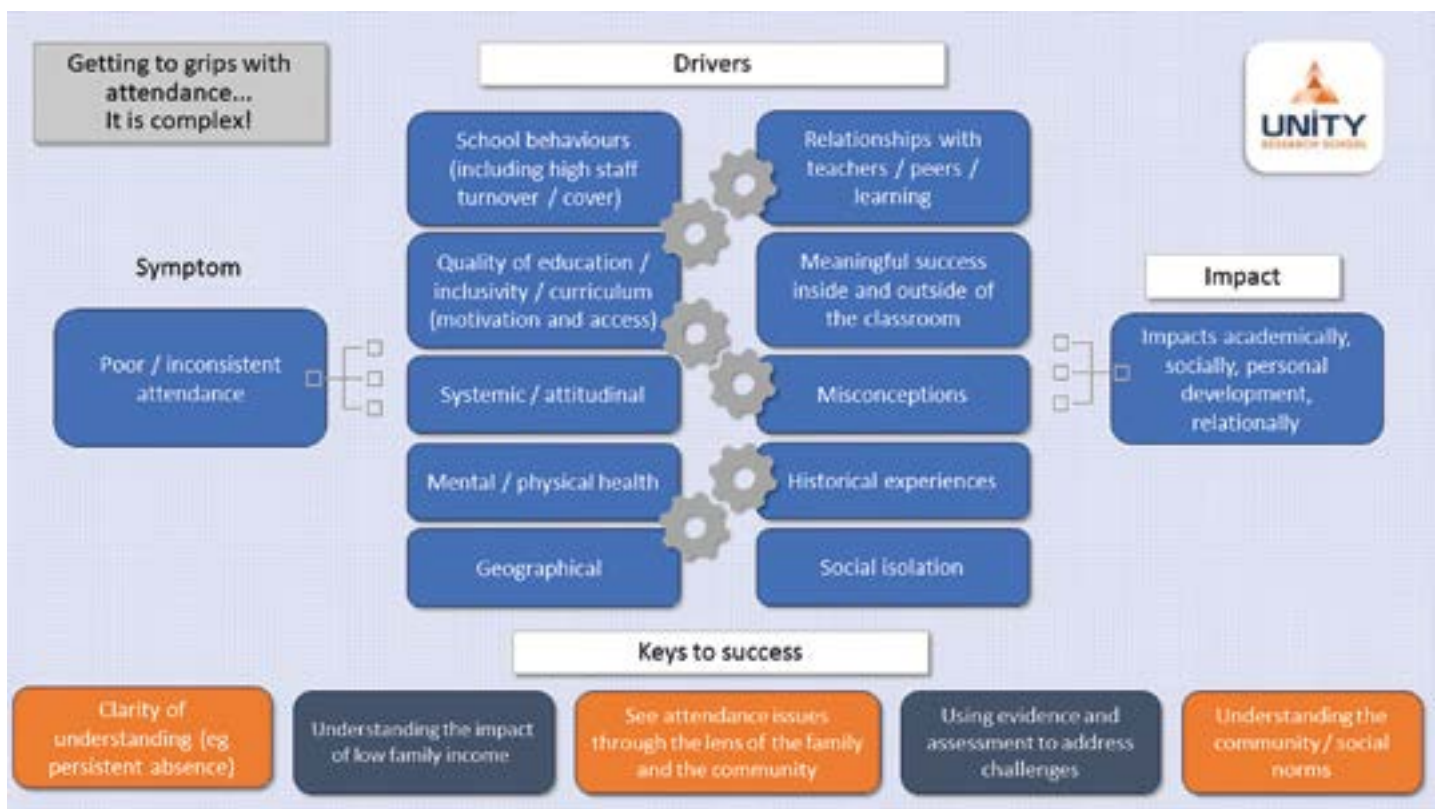 Getting to grips with
attendance...
It is complex!
Drivers
UNITY
RESEARCH SCHOOL
School behaviours
(including high staff
turnover / cover)
Relationships with
teachers / peers /
learning
Symptom
Quality of education /
inclusivity / curriculum
(motivation and access)
Meaningful success
inside and outside of
the classroom
Impact
Poor / inconsistent
attendance
Systemic / attitudinal
Misconceptions
Impacts academically,
socially, personal
development,
relationally
Mental / physical health
Historical experiences
Geographical
Social isolation
Keys to success
Clarity of
understanding (eg
persistent absence)
Understanding the impact
of low family income
See attendance issues
through the lens of the family
and the community
Using evidence and
assessment to address
challenges
Understanding the
community / social
norms